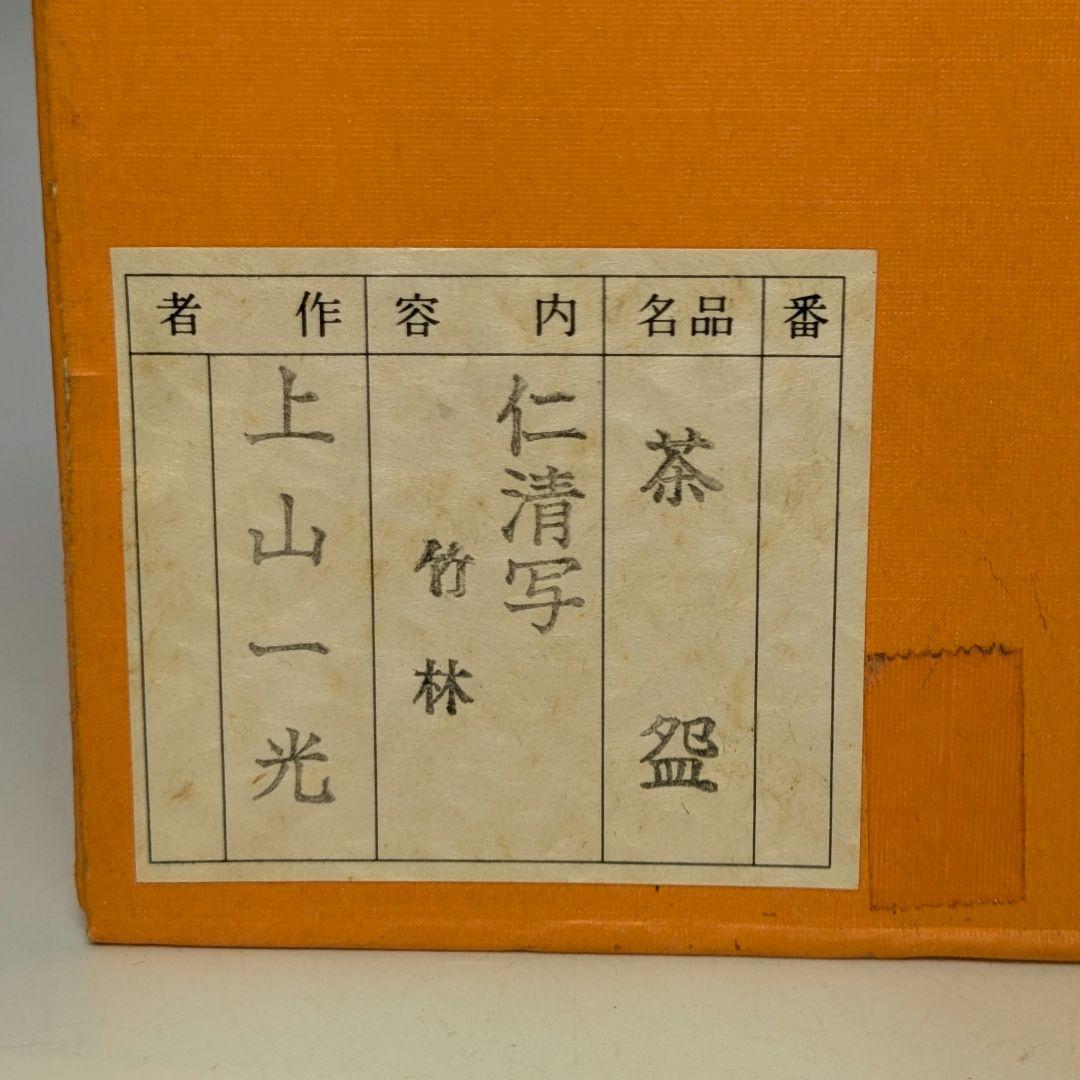 番
品名
茶
盌
内容
仁清写
竹林
作者
上山一光